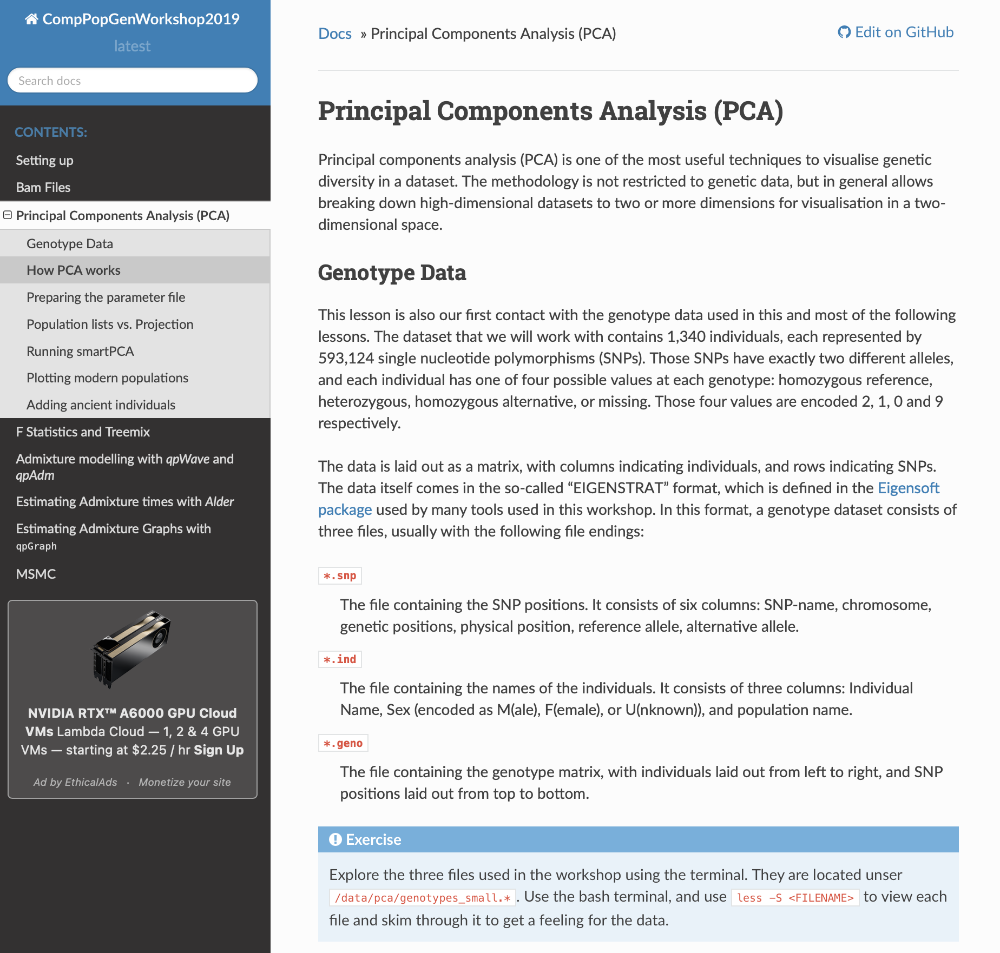 CompPopGenWorkshop2019
latest
Search docs
CONTENTS:
Setting up
Bam Files
Principal Components Analysis (PCA)
Genotype Data
How PCA works
Preparing the parameter file
Population lists vs. Projection
Running smartPCA
Plotting modern populations
Adding ancient individuals
F Statistics and Treemix
Admixture modelling with qpWave and
qpAdm
Estimating Admixture times with Alder
Estimating Admixture Graphs with
qpGraph
MSMC
NVIDIA RTX™ A6000 GPU Cloud
VMs Lambda Cloud — 1, 2 & 4 GPU
VMs — starting at $2.25 / hr Sign Up
Ad by EthicalAds · Monetize your site
Docs » Principal Components Analysis (PCA)
Edit on GitHub
Principal Components Analysis (PCA)
Principal components analysis (PCA) is one of the most useful techniques to visualise genetic
diversity in a dataset. The methodology is not restricted to genetic data, but in general allows
breaking down high-dimensional datasets to two or more dimensions for visualisation in a two-
dimensional space.
Genotype Data
This lesson is also our first contact with the genotype data used in this and most of the following
lessons. The dataset that we will work with contains 1,340 individuals, each represented by
593,124 single nucleotide polymorphisms (SNPs). Those SNPs have exactly two different alleles,
and each individual has one of four possible values at each genotype: homozygous reference,
heterozygous, homozygous alternative, or missing. Those four values are encoded 2, 1, 0 and 9
respectively.
The data is laid out as a matrix, with columns indicating individuals, and rows indicating SNPs.
The data itself comes in the so-called “EIGENSTRAT” format, which is defined in the Eigensoft
package used by many tools used in this workshop. In this format, a genotype dataset consists of
three files, usually with the following file endings:
*.snp
The file containing the SNP positions. It consists of six columns: SNP-name, chromosome,
genetic positions, physical position, reference allele, alternative allele.
*.ind
The file containing the names of the individuals. It consists of three columns: Individual
Name, Sex (encoded as M(ale), F(emale), or U(nknown)), and population name.
*.geno
The file containing the genotype matrix, with individuals laid out from left to right, and SNP
positions laid out from top to bottom.
Exercise
Explore the three files used in the workshop using the terminal. They are located unser
/data/pca/genotypes_small.* . Use the bash terminal, and use less -S <FILENAME> to view each
file and skim through it to get a feeling for the data.